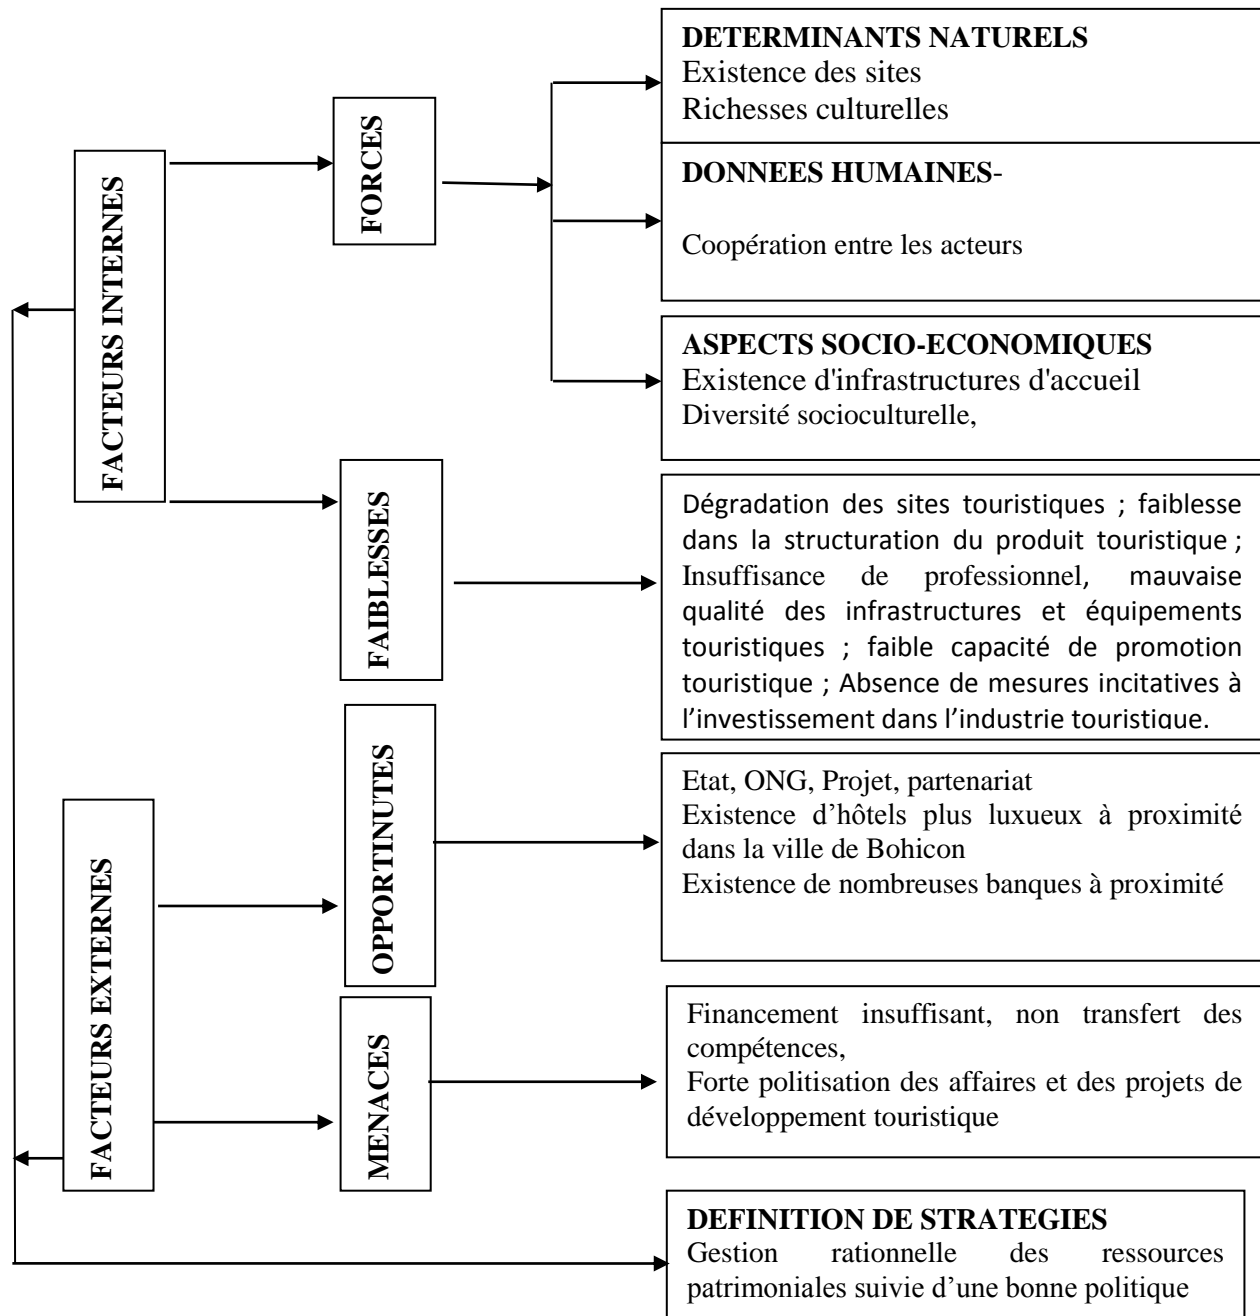 DETERMINANTS NATURELS
Existence des sites
Richesses culturelles
FORCES
DONNEES HUMAINES-
Coopération entre les acteurs
FACTEURS INTERNES
ASPECTS SOCIO-ECONOMIQUES
Existence d'infrastructures d'accueil
Diversité socioculturelle,
FAIBLESSES
Dégradation des sites touristiques ; faiblesse
dans la structuration du produit touristique ;
Insuffisance de professionnel, mauvaise
qualité des infrastructures et équipements
touristiques ; faible capacité de promotion
touristique ; Absence de mesures incitatives à
l’investissement dans l’industrie touristique.
OPPORTINUTES
Etat, ONG, Projet, partenariat
Existence d’hôtels plus luxueux à proximité
dans la ville de Bohicon
Existence de nombreuses banques à proximité
FACTEURS EXTERNES
MENACES
Financement insuffisant, non transfert des
compétences,
Forte politisation des affaires et des projets de
développement touristique
DEFINITION DE STRATEGIES
Gestion rationnelle des ressources
patrimoniales suivie d’une bonne politique